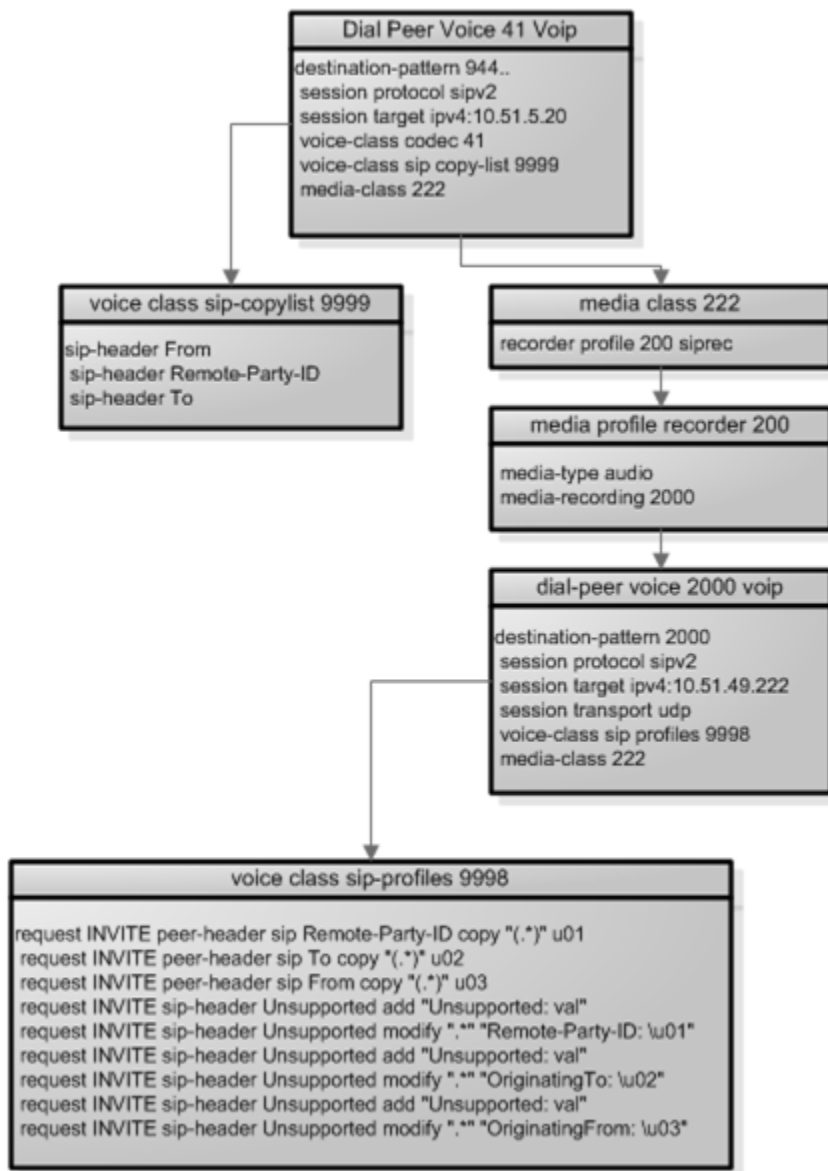 Dial Peer Voice 41 Voip
destination-pattern 944..
session protocol sipv2
session target ipv4:10.51.5.20
voice-class codec 41
voice-class sip copy-list 9999
media-class 222
voice class sip-copylist 9999
sip-header From
sip-header Remote-Party-ID
sip-header To
media class 222
recorder profile 200 siprec
media profile recorder 200
media-type audio
media-recording 2000
dial-peer voice 2000 voip
destination-pattern 2000
session protocol sipv2
session target ipv4:10.51.49.222
session transport udp
voice-class sip profiles 9998
media-class 222
voice class sip-profiles 9998
request INVITE peer-header sip Remote-Party-ID copy "(.*)" u01
request INVITE peer-header sip To copy "(.*)" u02
request INVITE peer-header sip From copy "(.*)" u03
request INVITE sip-header Unsupported add "Unsupported: val"
request INVITE sip-header Unsupported modify ".*" "Remote-Party-ID: \u01"
request INVITE sip-header Unsupported add "Unsupported: val"
request INVITE sip-header Unsupported modify ".*" "OriginatingTo: \u02"
request INVITE sip-header Unsupported add "Unsupported: val"
request INVITE sip-header Unsupported modify ".*" "OriginatingFrom: \u03"